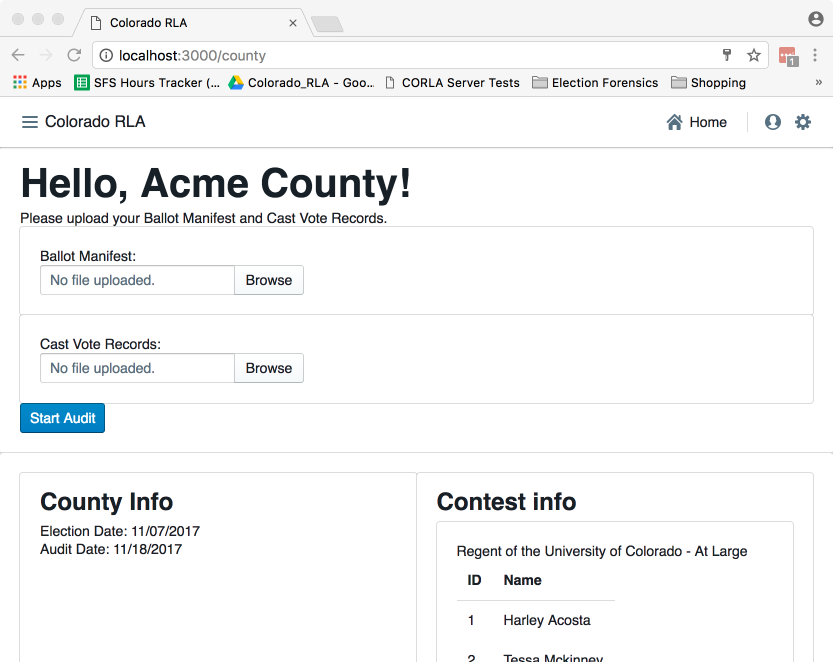 Colorado RLA
localhost:3000/county
1
Apps SFS Hours Tracker (... Colorado_RLA - Goo... CORLA Server Tests Election Forensics Shopping »
Colorado RLA Home
Hello, Acme County!
Please upload your Ballot Manifest and Cast Vote Records.
Ballot Manifest:
No file uploaded. Browse
Cast Vote Records:
No file uploaded. Browse
Start Audit
County Info
Election Date: 11/07/2017
Audit Date: 11/18/2017
Contest info
Regent of the University of Colorado - At Large
ID Name
1 Harley Acosta
2 Tessa Mckinney